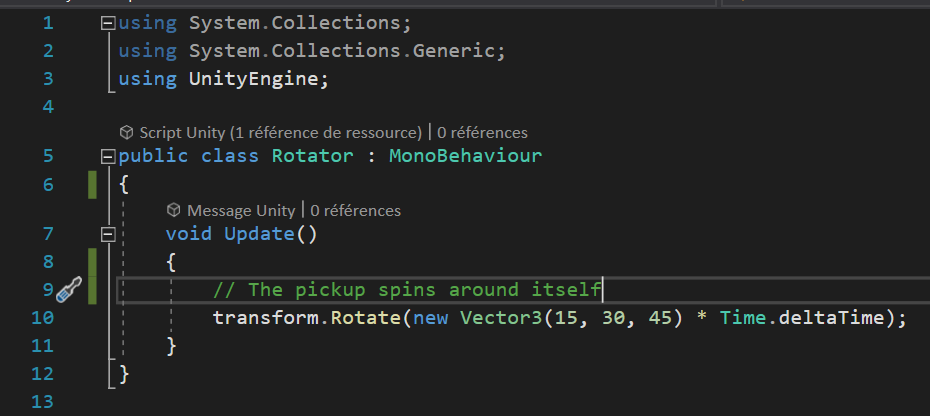 1 using System.Collections;
2 using System.Collections.Generic;
3 using UnityEngine;
4
Script Unity (1 référence de ressource) | 0 références
5 public class Rotator : MonoBehaviour
6 {
Message Unity | 0 références
7 void Update()
8 {
9 // The pickup spins around itself
10 transform.Rotate(new Vector3(15, 30, 45) * Time.deltaTime);
11 }
12 }
13